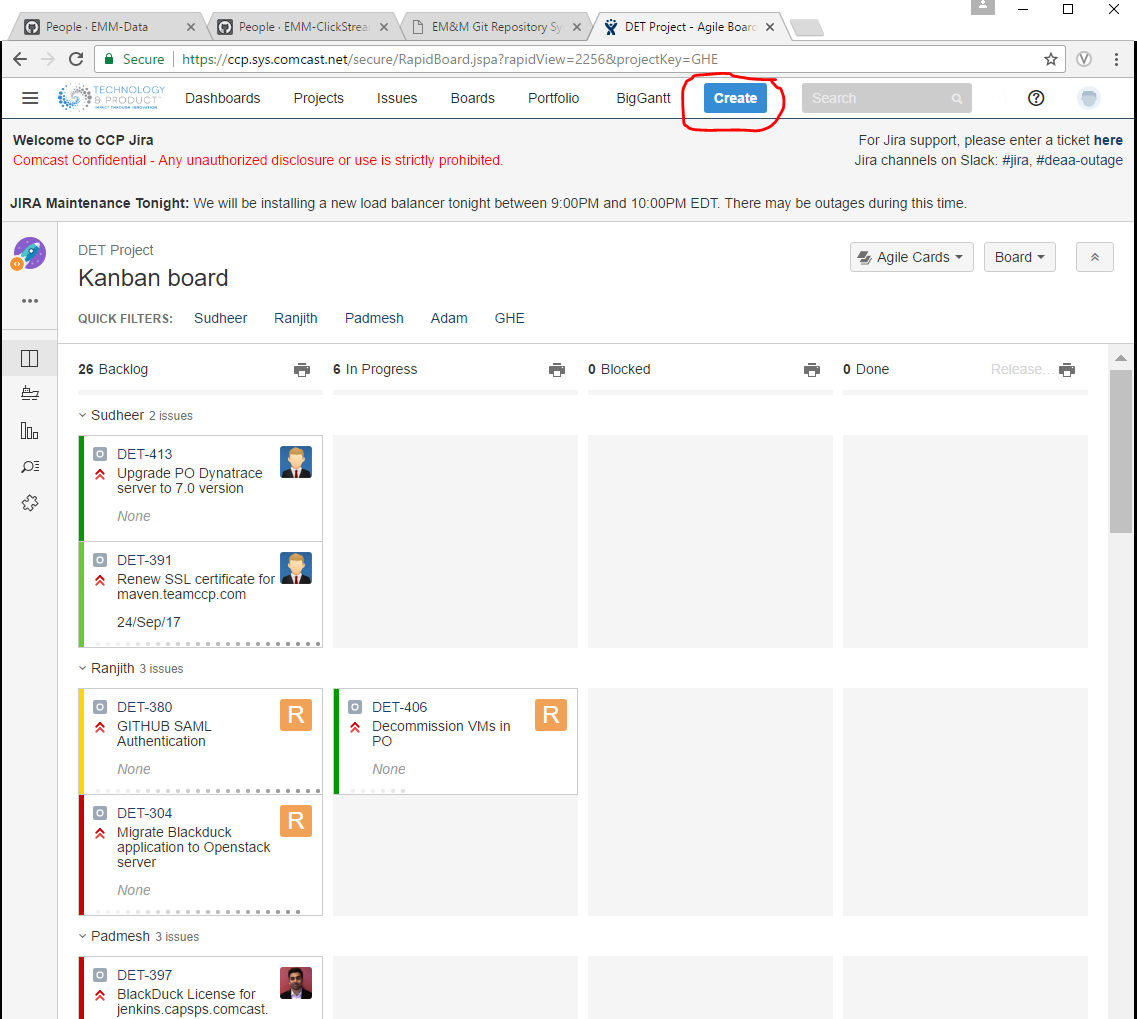 People · EMM-Data
People · EMM-ClickStrea
EM&M Git Repository Sy
DET Project - Agile Boar
Secure
https://ccp.sys.comcast.net/secure/RapidBoard.jspa?rapidView=2256&projectKey=GHE
TECHNOLOGY
& PRODUCT
IMPACT THROUGH INNOVATION
Dashboards
Projects
Issues
Boards
Portfolio
BigGantt
Create
Search
Welcome to CCP Jira
Comcast Confidential - Any unauthorized disclosure or use is strictly prohibited.
For Jira support, please enter a ticket here
Jira channels on Slack: #jira, #deaa-outage
JIRA Maintenance Tonight: We will be installing a new load balancer tonight between 9:00PM and 10:00PM EDT. There may be outages during this time.
DET Project
Kanban board
Agile Cards
Board
QUICK FILTERS:
Sudheer
Ranjith
Padmesh
Adam
GHE
26 Backlog
6 In Progress
0 Blocked
0 Done
Release...
Sudheer 2 issues
DET-413
Upgrade PO Dynatrace
server to 7.0 version
None
DET-391
Renew SSL certificate for
maven.teamccp.com
24/Sep/17
Ranjith 3 issues
DET-380
GITHUB SAML
Authentication
None
R
DET-406
Decommission VMs in
PO
None
R
DET-304
Migrate Blackduck
application to Openstack
server
None
R
Padmesh 3 issues
DET-397
BlackDuck License for
jenkins.capsps.comcast.